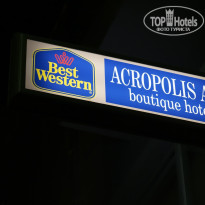 TOP Hotels
ФОТО ТУРИСТА
Best
Western
ACROPOLIS A
boutique hote